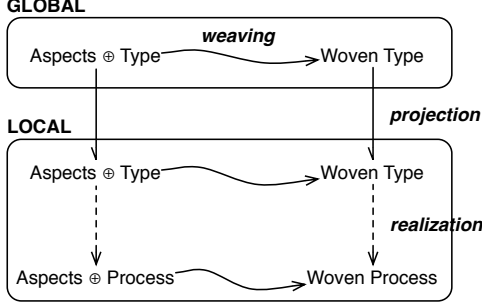 GLOBAL
weaving
Aspects ⊕ Type Woven Type
projection
LOCAL
Aspects ⊕ Type Woven Type
realization
Aspects ⊕ Process Woven Process